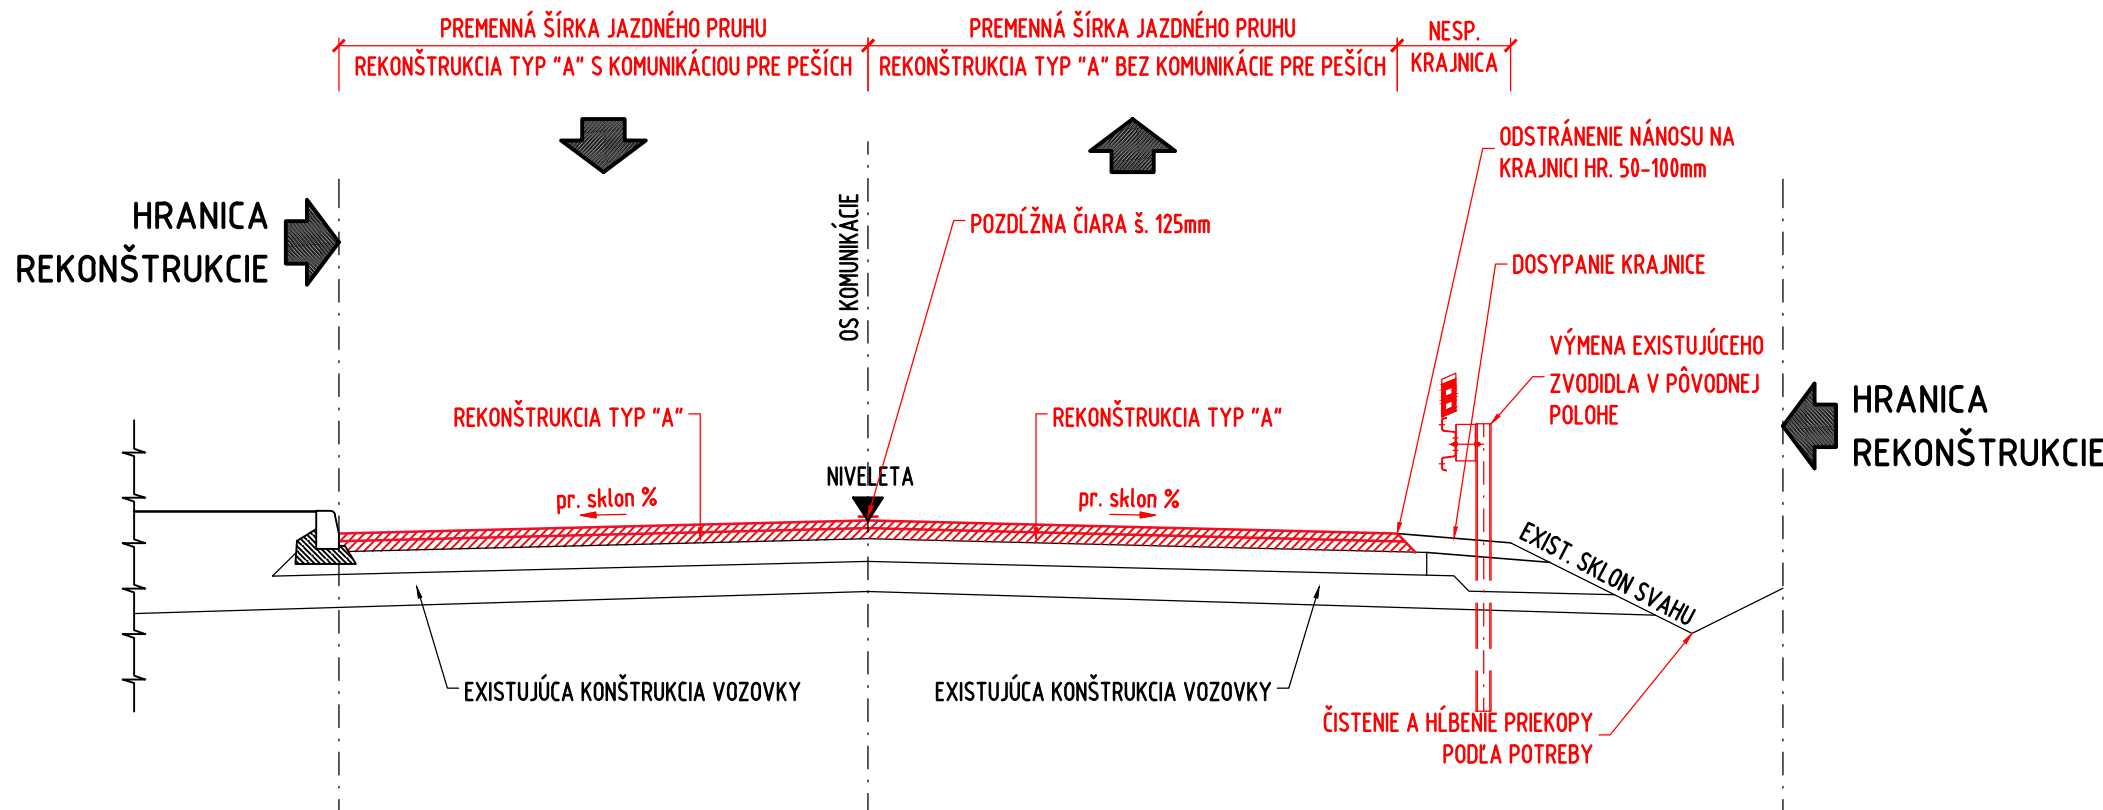 PREMENNÁ ŠÍRKA JAZDNÉHO PRUHU
REKONŠTRUKCIA TYP "A" S KOMUNIKÁCIOU PRE PEŠÍCH
PREMENNÁ ŠÍRKA JAZDNÉHO PRUHU
REKONŠTRUKCIA TYP "A" BEZ KOMUNIKÁCIE PRE PEŠÍCH
NESP.
KRAJNICA
ODSTRÁNENIE NÁNOSU NA
KRAJNICI HR. 50-100mm
HRANICA
REKONŠTRUKCIE
OS KOMUNIKÁCIE
POZDĹŽNA ČIARA š. 125mm
DOSYPANIE KRAJNICE
VÝMENA EXISTUJÚCEHO
ZVODIDLA V PÔVODNEJ
POLOHE
HRANICA
REKONŠTRUKCIE
REKONŠTRUKCIA TYP "A"
REKONŠTRUKCIA TYP "A"
NIVELETA
pr. sklon %
pr. sklon %
EXIST. SKLON SVAHU
EXISTUJÚCA KONŠTRUKCIA VOZOVKY
EXISTUJÚCA KONŠTRUKCIA VOZOVKY
ČISTENIE A HĹBENIE PRIEKOPY
PODĽA POTREBY